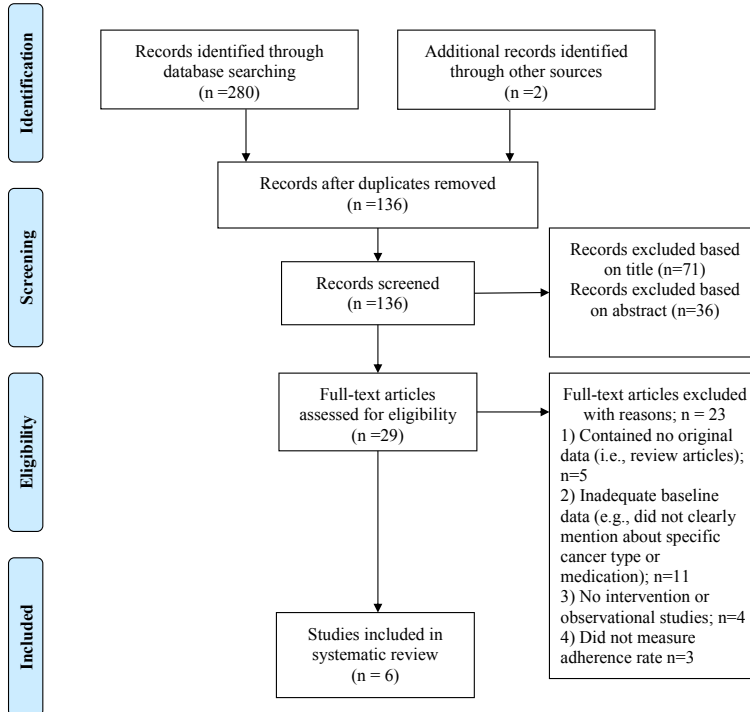 Identification
Records identified through
database searching
(n =280)
Additional records identified
through other sources
(n =2)
Records after duplicates removed
(n =136)
Screening
Records screened
(n =136)
Records excluded based
on title (n=71)
Records excluded based
on abstract (n=36)
Eligibility
Full-text articles
assessed for eligibility
(n =29)
Full-text articles excluded
with reasons; n = 23
1) Contained no original
data (i.e., review articles);
n=5
2) Inadequate baseline
data (e.g., did not clearly
mention about specific
cancer type or
medication); n=11
3) No intervention or
observational studies; n=4
4) Did not measure
adherence rate n=3
Included
Studies included in
systematic review
(n = 6)